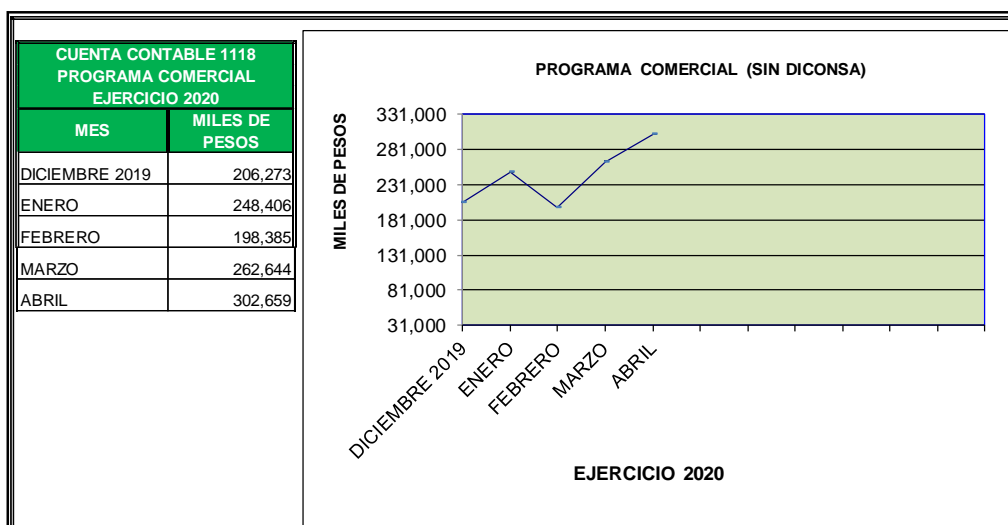 CUENTA CONTABLE 1118
PROGRAMA COMERCIAL
EJERCICIO 2020
MES MILES DE PESOS
DICIEMBRE 2019 206,273
ENERO 248,406
FEBRERO 198,385
MARZO 262,644
ABRIL 302,659
PROGRAMA COMERCIAL (SIN DICONSA)
MILES DE PESOS
331,000
281,000
231,000
181,000
131,000
81,000
31,000
DICIEMBRE 2019
ENERO
FEBRERO
MARZO
ABRIL
EJERCICIO 2020